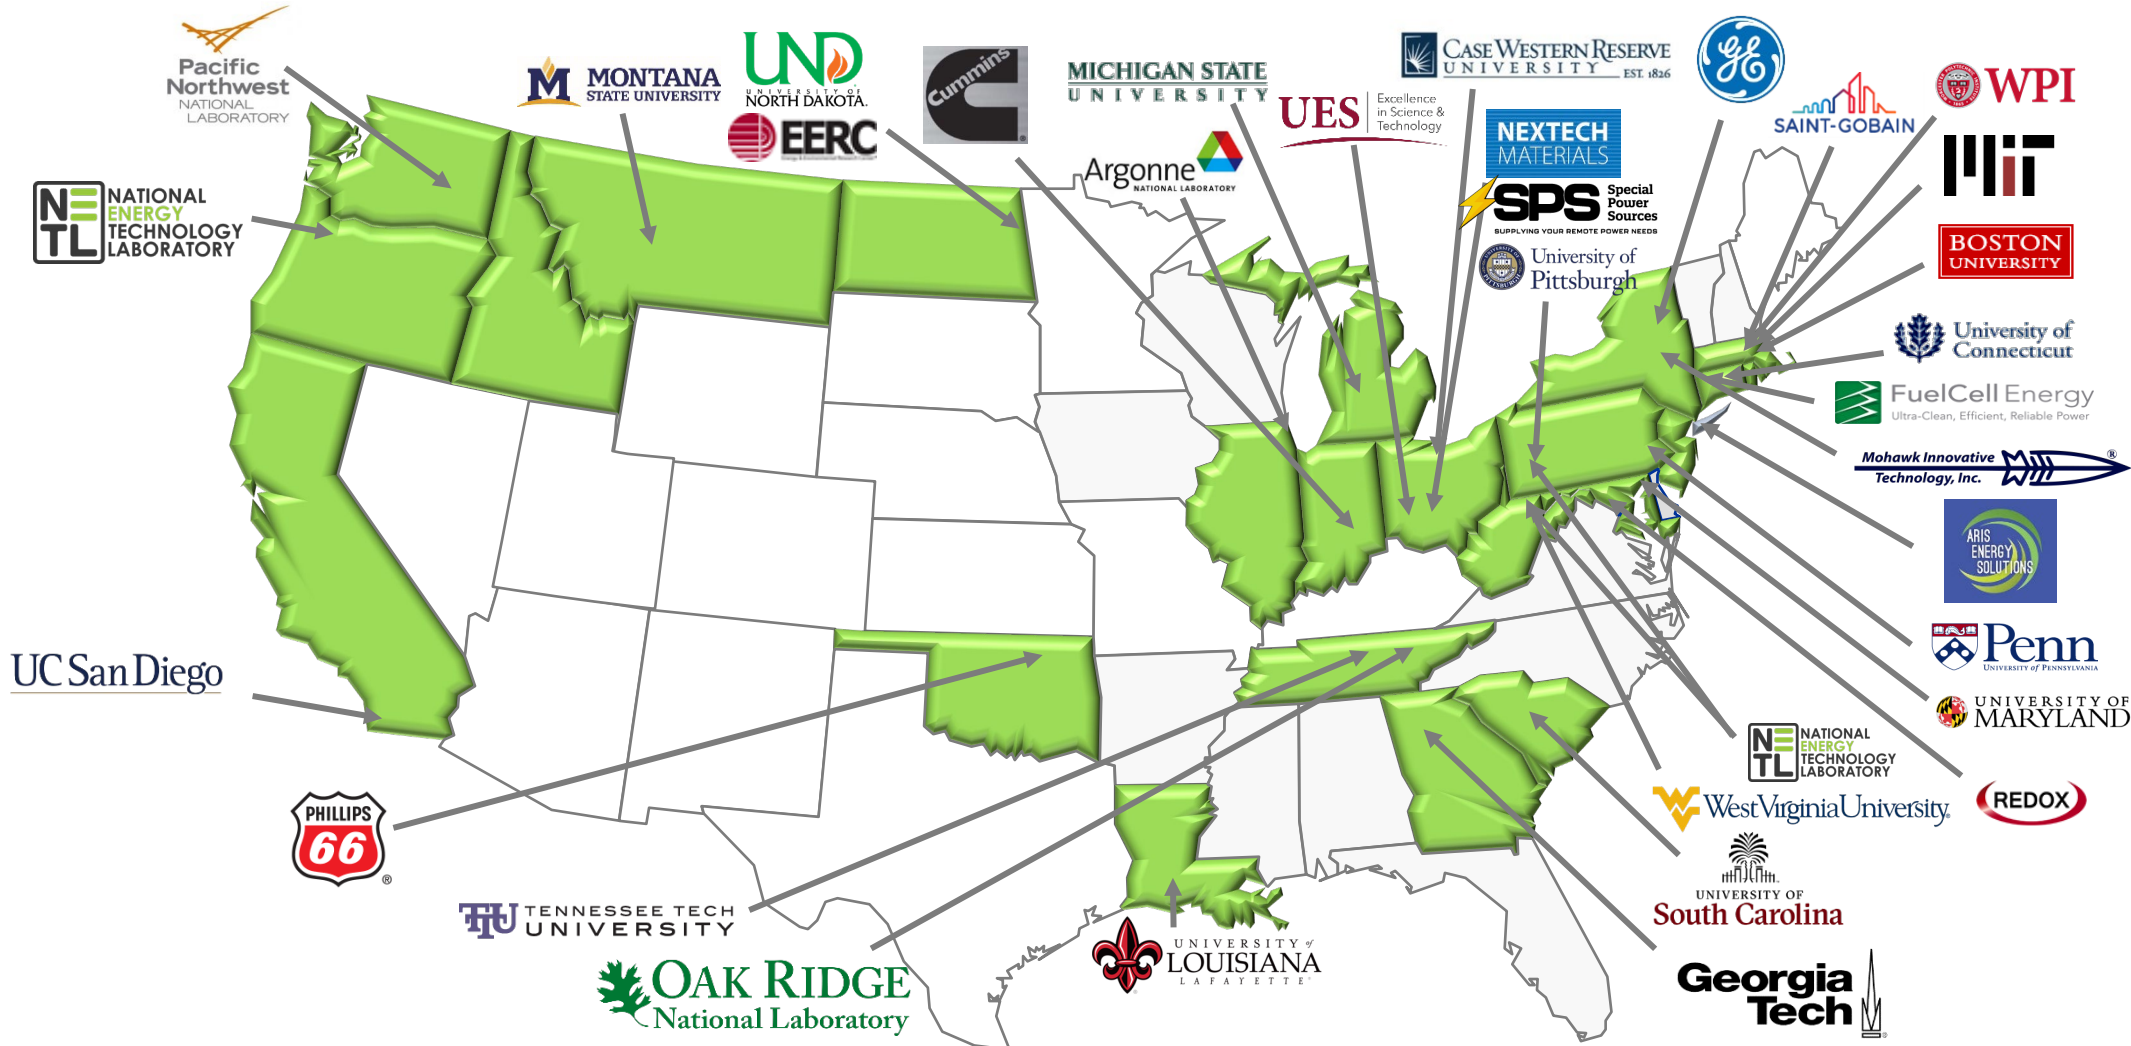 Pacific
Northwest
NATIONAL
LABORATORY
MONTANA
STATE UNIVERSITY
UND
UNIVERSITY OF
NORTH DAKOTA.
EERC
Cummins
MICHIGAN STATE
UNIVERSITY
Argonne
NATIONAL LABORATORY
UES
Excellence
in Science &
Technology
CASE WESTERN RESERVE
UNIVERSITY
EST. 1826
NEXTECH
MATERIALS
SPS
Special
Power
Sources
SUPPLYING YOUR REMOTE POWER NEEDS
University of
Pittsburgh
GE
SAINT-GOBAIN
WPI
MIT
BOSTON
UNIVERSITY
University of
Connecticut
FuelCell Energy
Ultra-Clean, Efficient, Reliable Power
Mohawk Innovative
Technology, Inc.
®
ARIS
ENERGY
SOLUTIONS
Penn
UNIVERSITY OF PENNSYLVANIA
UNIVERSITY OF
MARYLAND
NETL
NATIONAL
ENERGY
TECHNOLOGY
LABORATORY
REDOX
WestVirginiaUniversity.
UNIVERSITY OF
South Carolina
Georgia
Tech
UNIVERSITY of
LOUISIANA
LAFAYETTE
OAK RIDGE
National Laboratory
TTU
TENNESSEE TECH
UNIVERSITY
PHILLIPS
66
®
UC San Diego
NETL
NATIONAL
ENERGY
TECHNOLOGY
LABORATORY